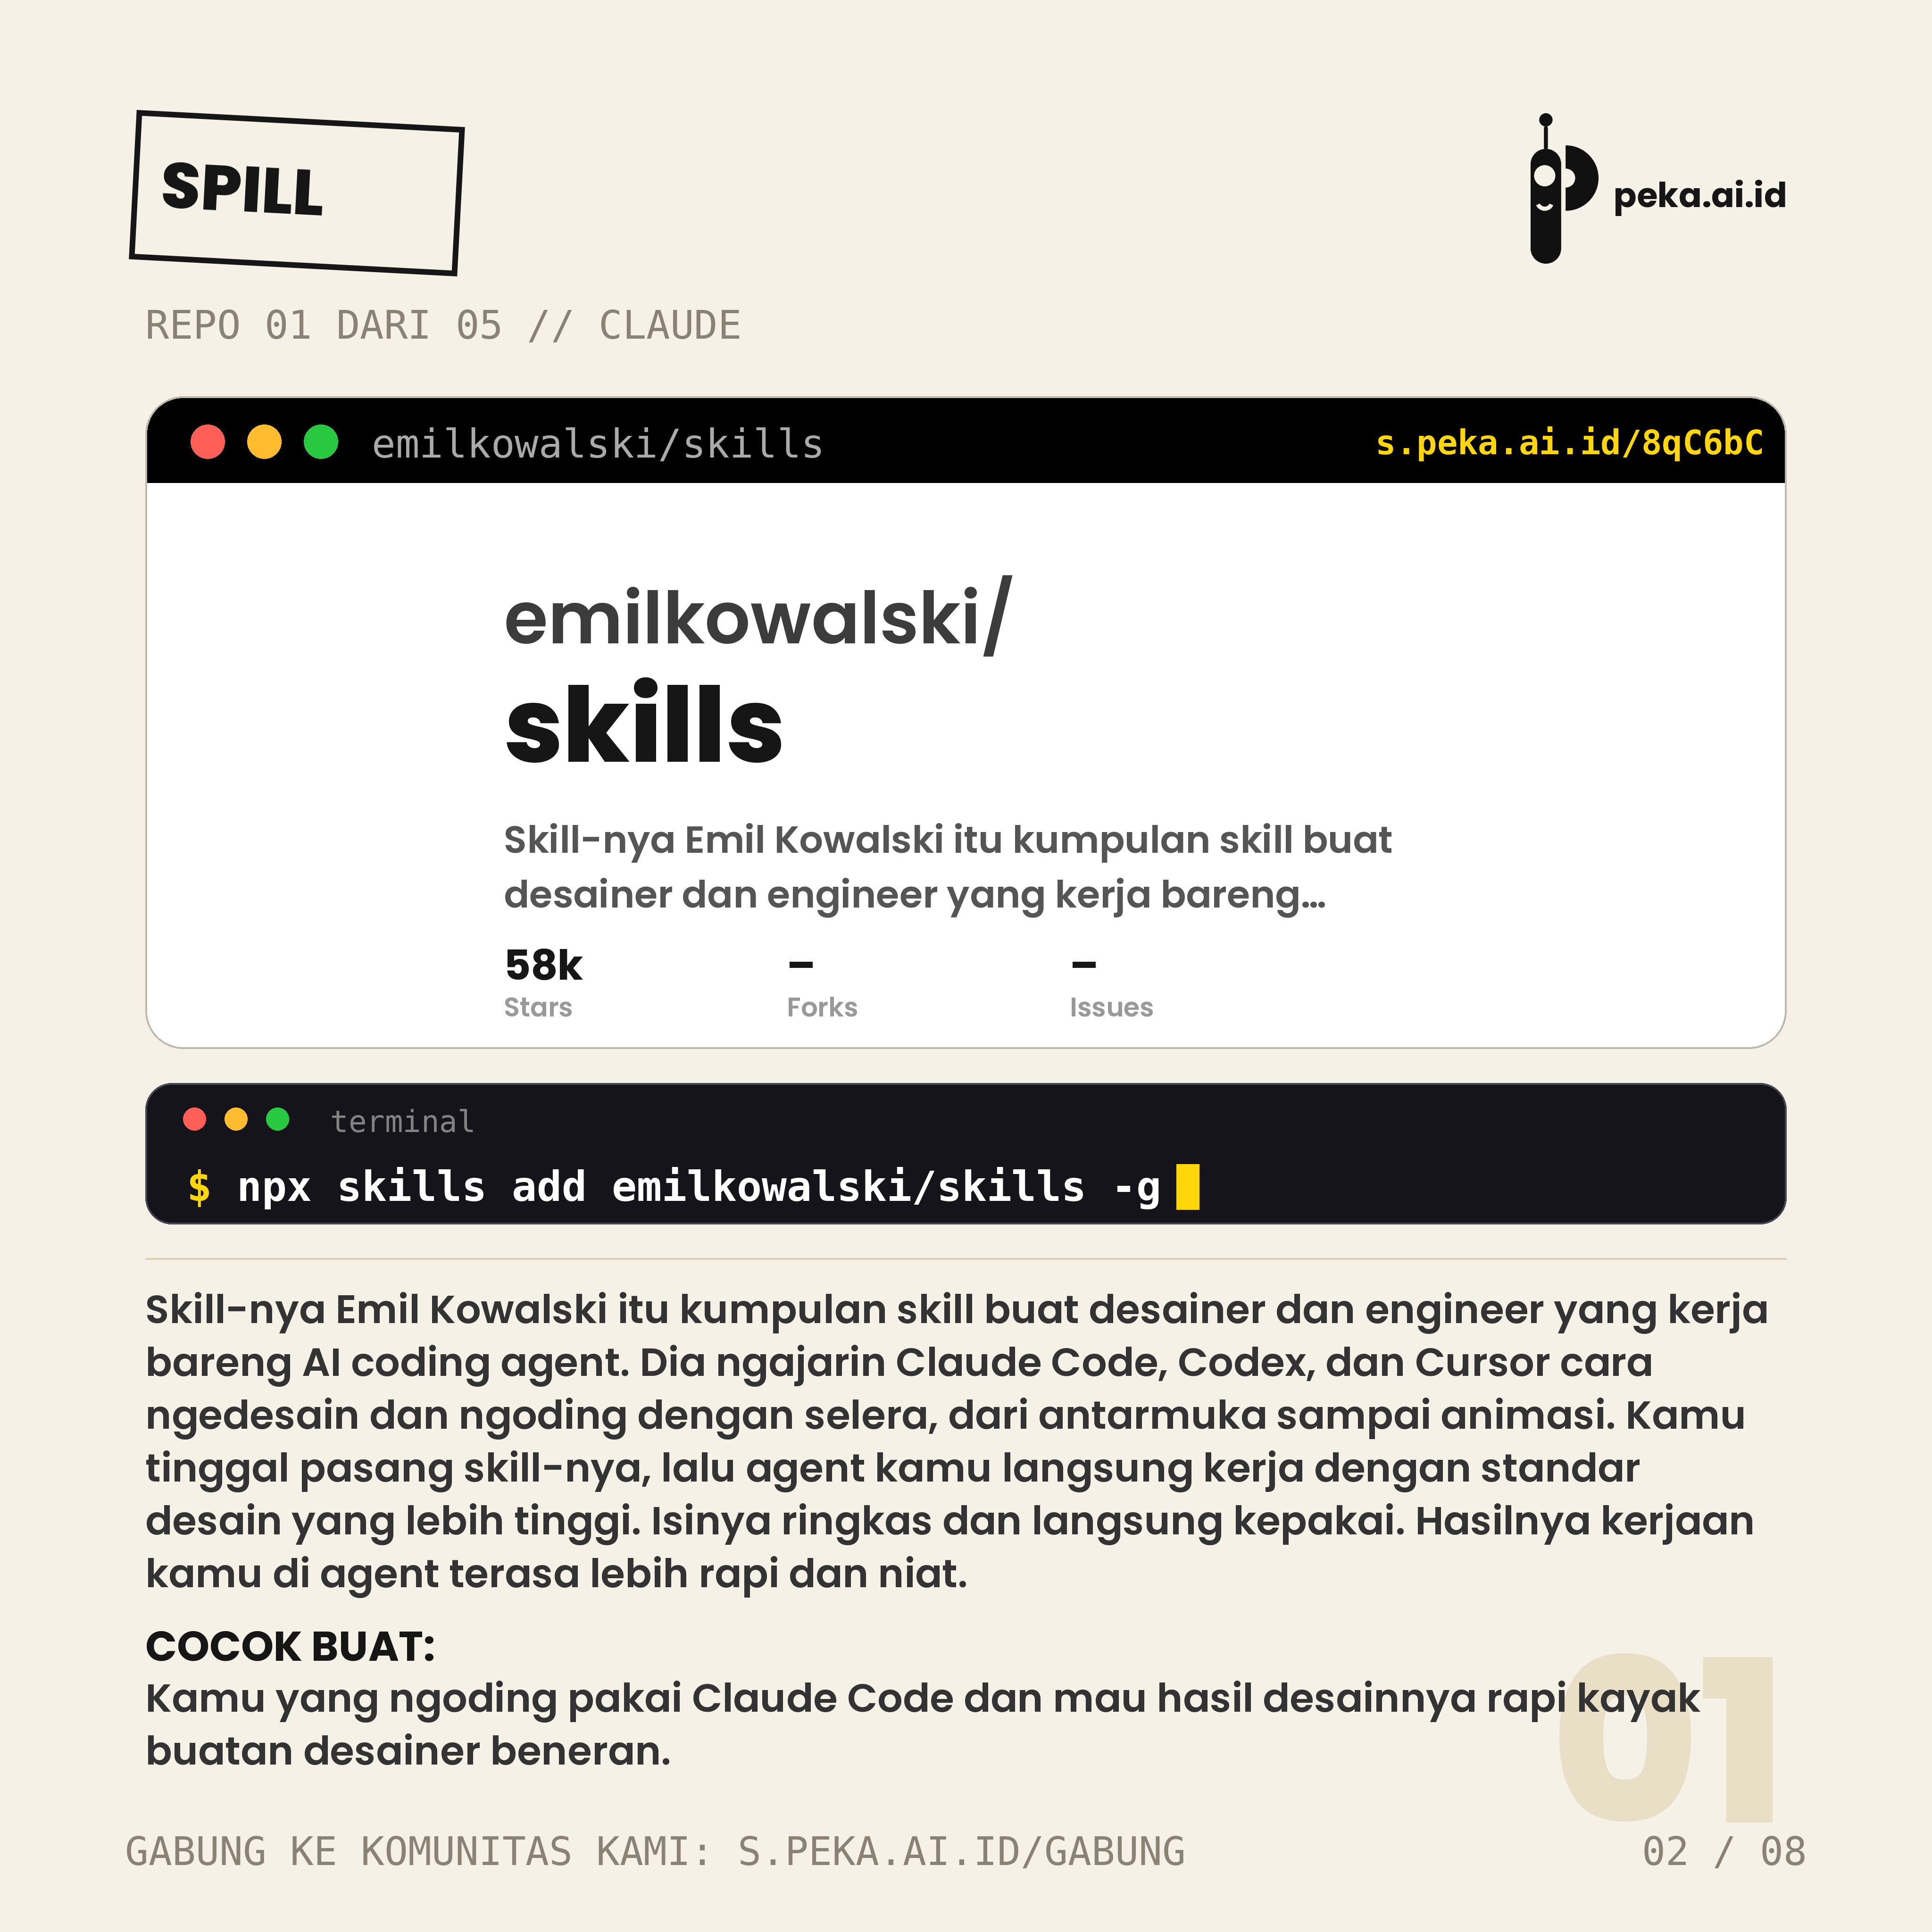 SPILL
peka.ai.id
REPO 01 DARI 05 // CLAUDE
emilkowalski/skills
s.peka.ai.id/8qC6bC
emilkowalski/
skills
Skill-nya Emil Kowalski itu kumpulan skill buat
desainer dan engineer yang kerja bareng...
58k – –
Stars Forks Issues
terminal
$ npx skills add emilkowalski/skills -g
Skill-nya Emil Kowalski itu kumpulan skill buat desainer dan engineer yang kerja
bareng AI coding agent. Dia ngajarin Claude Code, Codex, dan Cursor cara
ngedesain dan ngoding dengan selera, dari antarmuka sampai animasi. Kamu
tinggal pasang skill-nya, lalu agent kamu langsung kerja dengan standar
desain yang lebih tinggi. Isinya ringkas dan langsung kepakai. Hasilnya kerjaan
kamu di agent terasa lebih rapi dan niat.
COCOK BUAT:
Kamu yang ngoding pakai Claude Code dan mau hasil desainnya rapi kayak
buatan desainer beneran.
01
GABUNG KE KOMUNITAS KAMI: S.PEKA.AI.ID/GABUNG
02 / 08